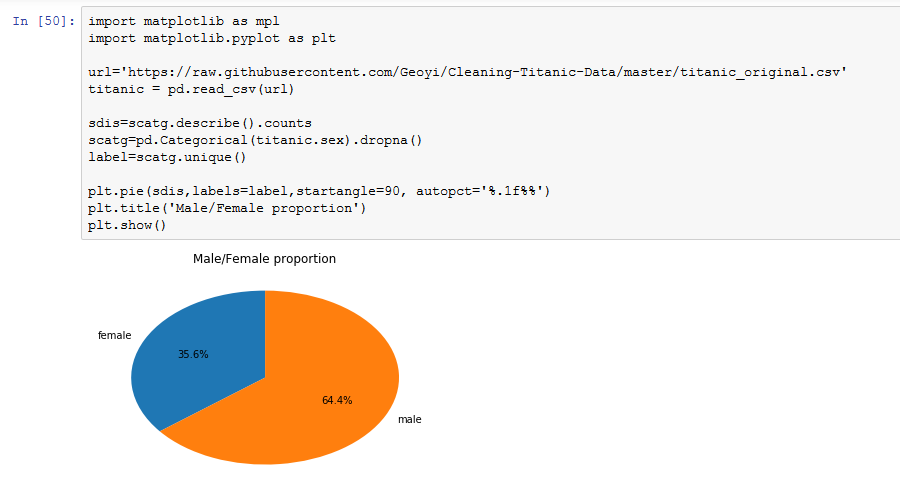 In [50]:
import matplotlib as mpl
import matplotlib.pyplot as plt
url='https://raw.githubusercontent.com/Geoyi/Cleaning-Titanic-Data/master/titanic_original.csv'
titanic = pd.read_csv(url)
sdis=scatg.describe().counts
scatg=pd.Categorical(titanic.sex).dropna()
label=scatg.unique()
plt.pie(sdis,labels=label,startangle=90, autopct='%.1f%%')
plt.title('Male/Female proportion')
plt.show()
Male/Female proportion
female
35.6%
64.4%
male